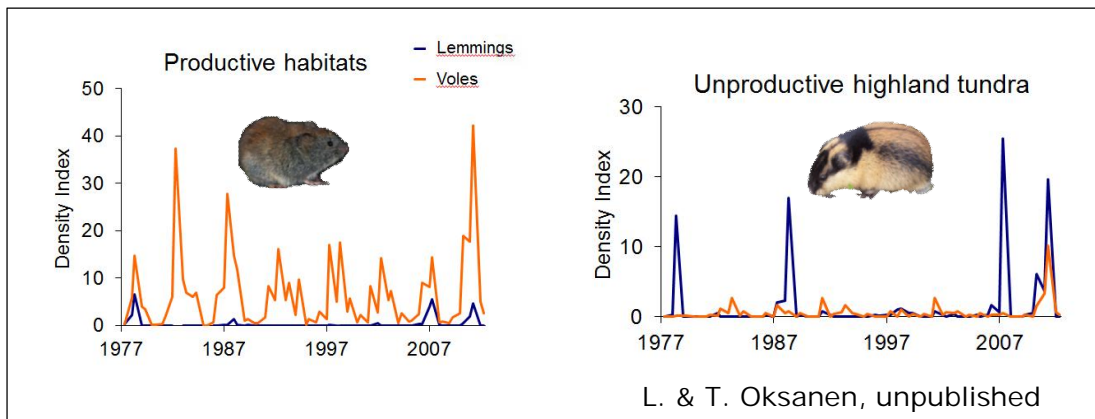 Productive habitats
Lemmings
Voles
Density Index
50
40
30
20
10
0
1977
1987
1997
2007
Unproductive highland tundra
Density Index
30
20
10
0
1977
1987
1997
2007
L. & T. Oksanen, unpublished